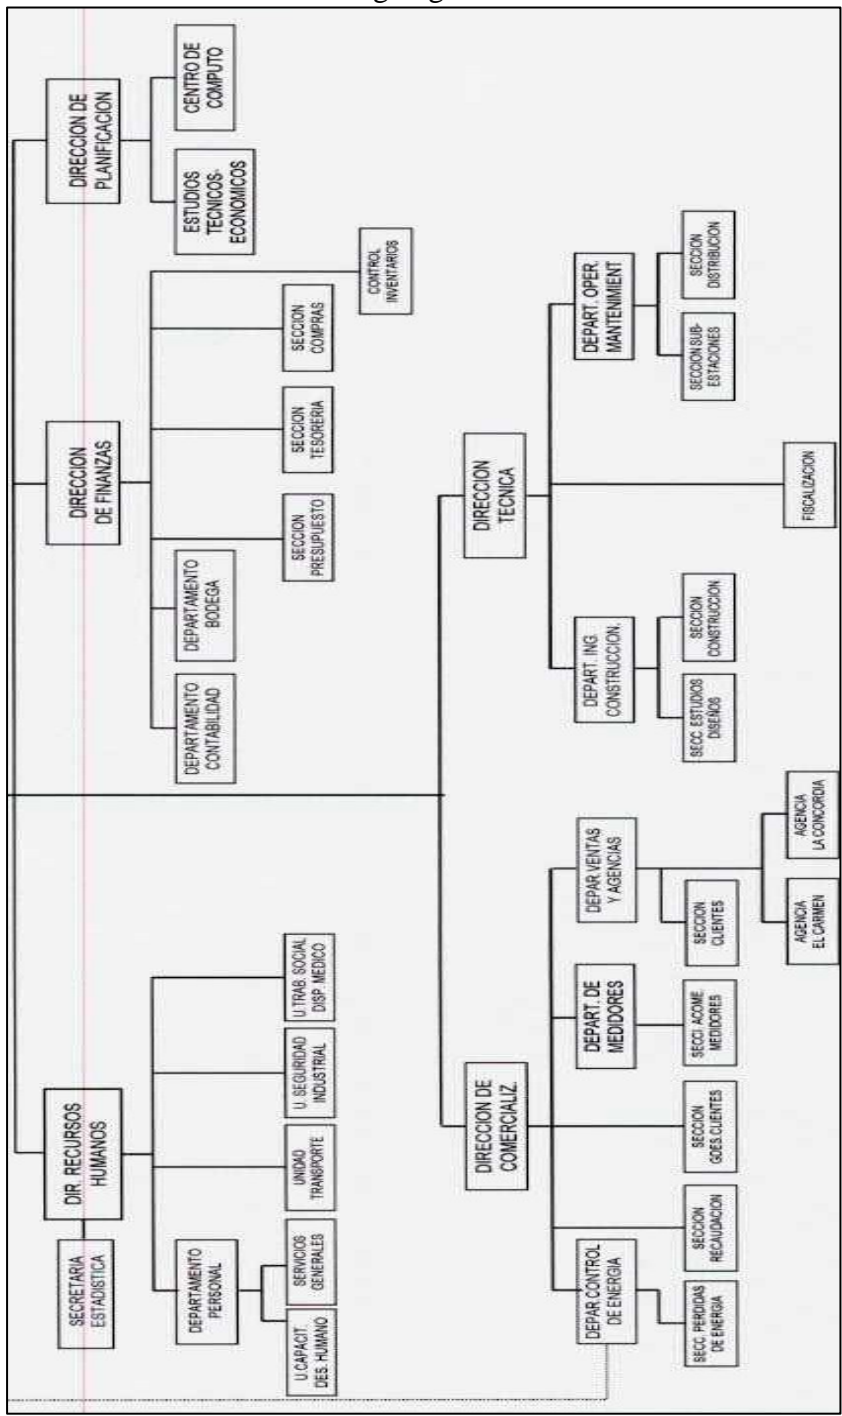 DIRECCION DE
PLANIFICACION
CENTRO DE
COMPUTO
ESTUDIOS
TECNICOS-
ECONOMICOS
DIRECCION
DE FINANZAS
CONTROL
INVENTARIOS
SECCION
COMPRAS
SECCION
TESORERIA
SECCION
PRESUPUESTO
DEPARTAMENTO
BODEGA
DEPARTAMENTO
CONTABILIDAD
DIR. RECURSOS
HUMANOS
SECRETARIA
ESTADISTICA
U.TRAB. SOCIAL
DISP. MEDICO
U. SEGURIDAD
INDUSTRIAL
UNIDAD
TRANSPORTE
DEPARTAMENTO
PERSONAL
SERVICIOS
GENERALES
U.CAPACIT.
DES. HUMANO
DIRECCION
TECNICA
DEPART. OPER.
MANTENIMIENT
SECCION
DISTRIBUCION
SECCION SUB-
ESTACIONES
FISCALIZACION
DEPART. ING.
CONSTRUCCION.
SECCION
CONSTRUCCION
SECC. ESTUDIOS
DISEÑOS
DIRECCION DE
COMERCIALIZ.
DEPAR.VENTAS
Y AGENCIAS
SECCION
CLIENTES
AGENCIA
LA CONCORDIA
AGENCIA
EL CARMEN
DEPART. DE
MEDIDORES
SECCI. ACOME.
MEDIDORES
SECCION
GDES.CLIENTES
SECCION
RECAUDACION
DEPAR.CONTROL
DE ENERGIA
SECC. PERDIDAS
DE ENERGIA